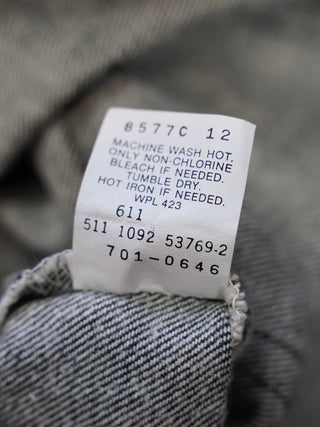 8577C 12
MACHINE WASH HOT.
ONLY NON-CHLORINE
BLEACH IF NEEDED.
TUMBLE DRY.
HOT IRON IF NEEDED.
WPL 423
611
511 1092 53769-2
701-0646